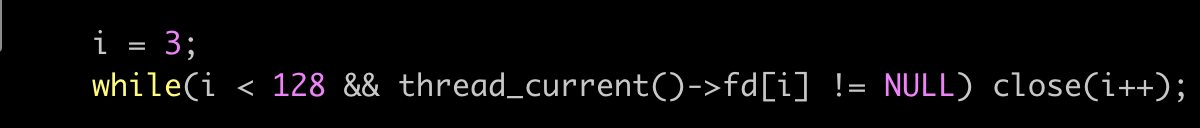 i = 3;
while(i < 128 && thread_current()->fd[i] != NULL) close(i++);